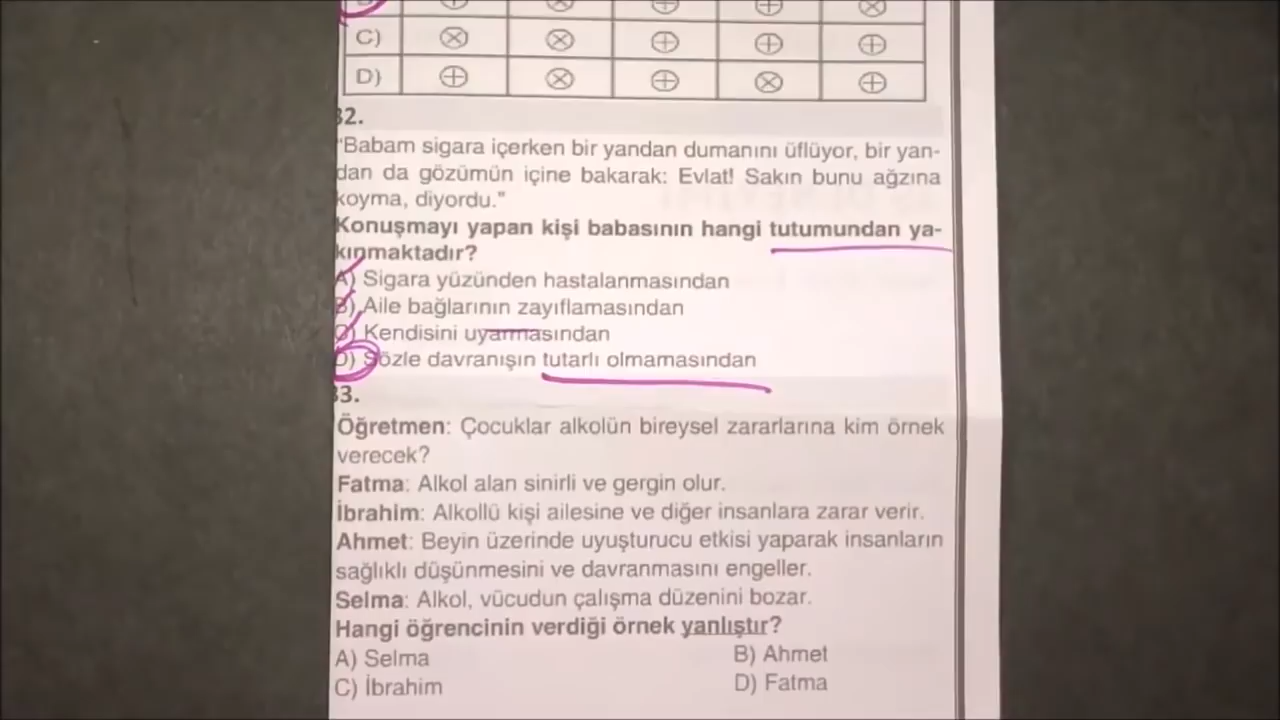 C)
D)
32.
"Babam sigara içerken bir yandan dumanını üflüyor, bir yan-
dan da gözümün içine bakarak: Evlat! Sakın bunu ağzına
koyma, diyordu."
Konuşmayı yapan kişi babasının hangi tutumundan ya-
kınmaktadır?
A) Sigara yüzünden hastalanmasından
B) Aile bağlarının zayıflamasından
C) Kendisini uyarmasından
D) Sözle davranışın tutarlı olmamasından
33.
Öğretmen: Çocuklar alkolün bireysel zararlarına kim örnek
verecek?
Fatma: Alkol alan sinirli ve gergin olur.
İbrahim: Alkollü kişi ailesine ve diğer insanlara zarar verir.
Ahmet: Beyin üzerinde uyuşturucu etkisi yaparak insanların
sağlıklı düşünmesini ve davranmasını engeller.
Selma: Alkol, vücudun çalışma düzenini bozar.
Hangi öğrencinin verdiği örnek yanlıştır?
A) Selma B) Ahmet
C) İbrahim D) Fatma